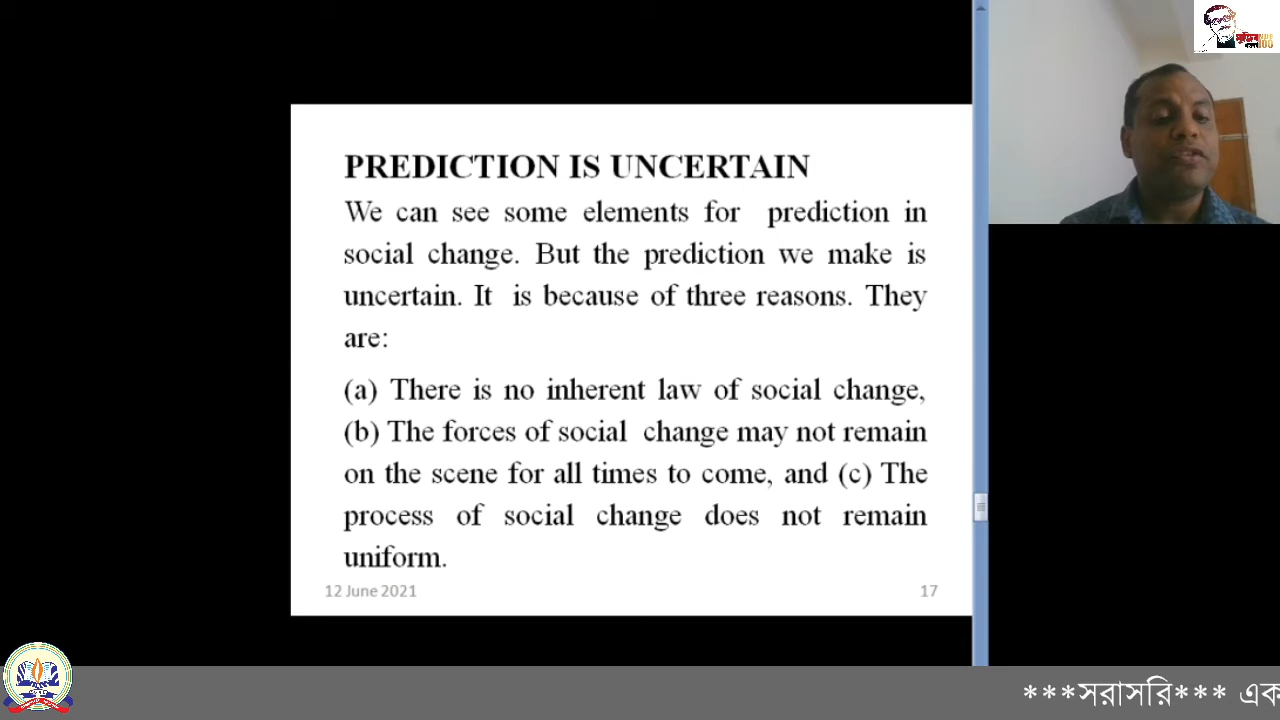 PREDICTION IS UNCERTAIN
We can see some elements for prediction in
social change. But the prediction we make is
uncertain. It is because of three reasons. They
are:
(a) There is no inherent law of social change,
(b) The forces of social change may not remain
on the scene for all times to come, and (c) The
process of social change does not remain
uniform.
12 June 2021
17
***সরাসরি*** এক